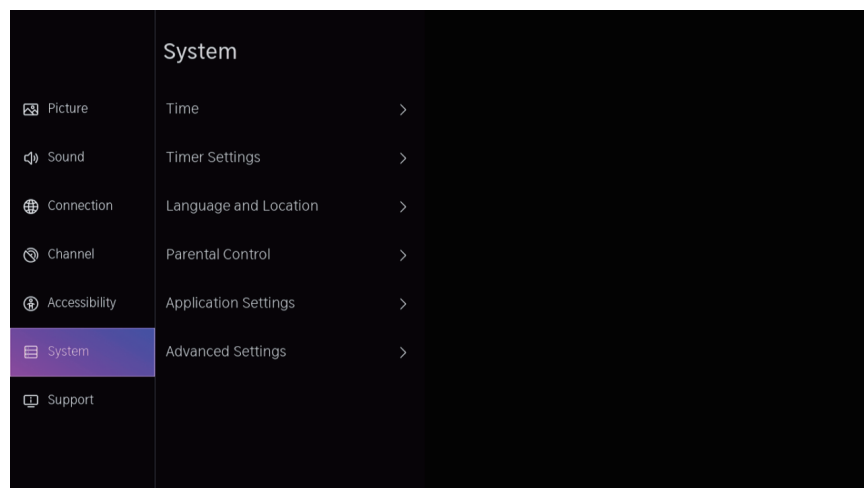 System
Picture
Time
Sound
Timer Settings
Connection
Language and Location
Channel
Parental Control
Accessibility
Application Settings
System
Advanced Settings
Support